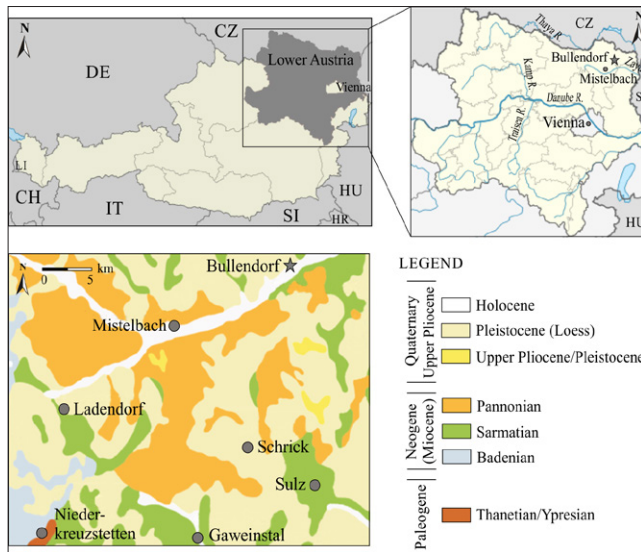 N
CZ
DE
Lower Austria
Vienna
LI
CH
IT
SI
HU
HR
N
CZ
Thaya R.
Bullendorf
Mistelbach
Kamp R.
Danube R.
Traisen R.
Vienna
HU
N
0 5 km
Bullendorf
Mistelbach
Ladendorf
Schrick
Sulz
Nieder-
kreuzstetten
Gaweinstal
LEGEND
Quaternary
Upper Pliocene
Holocene
Pleistocene (Loess)
Upper Pliocene/Pleistocene
Neogene
(Miocene)
Pannonian
Sarmatian
Badenian
Paleogene
Thanetian/Ypresian